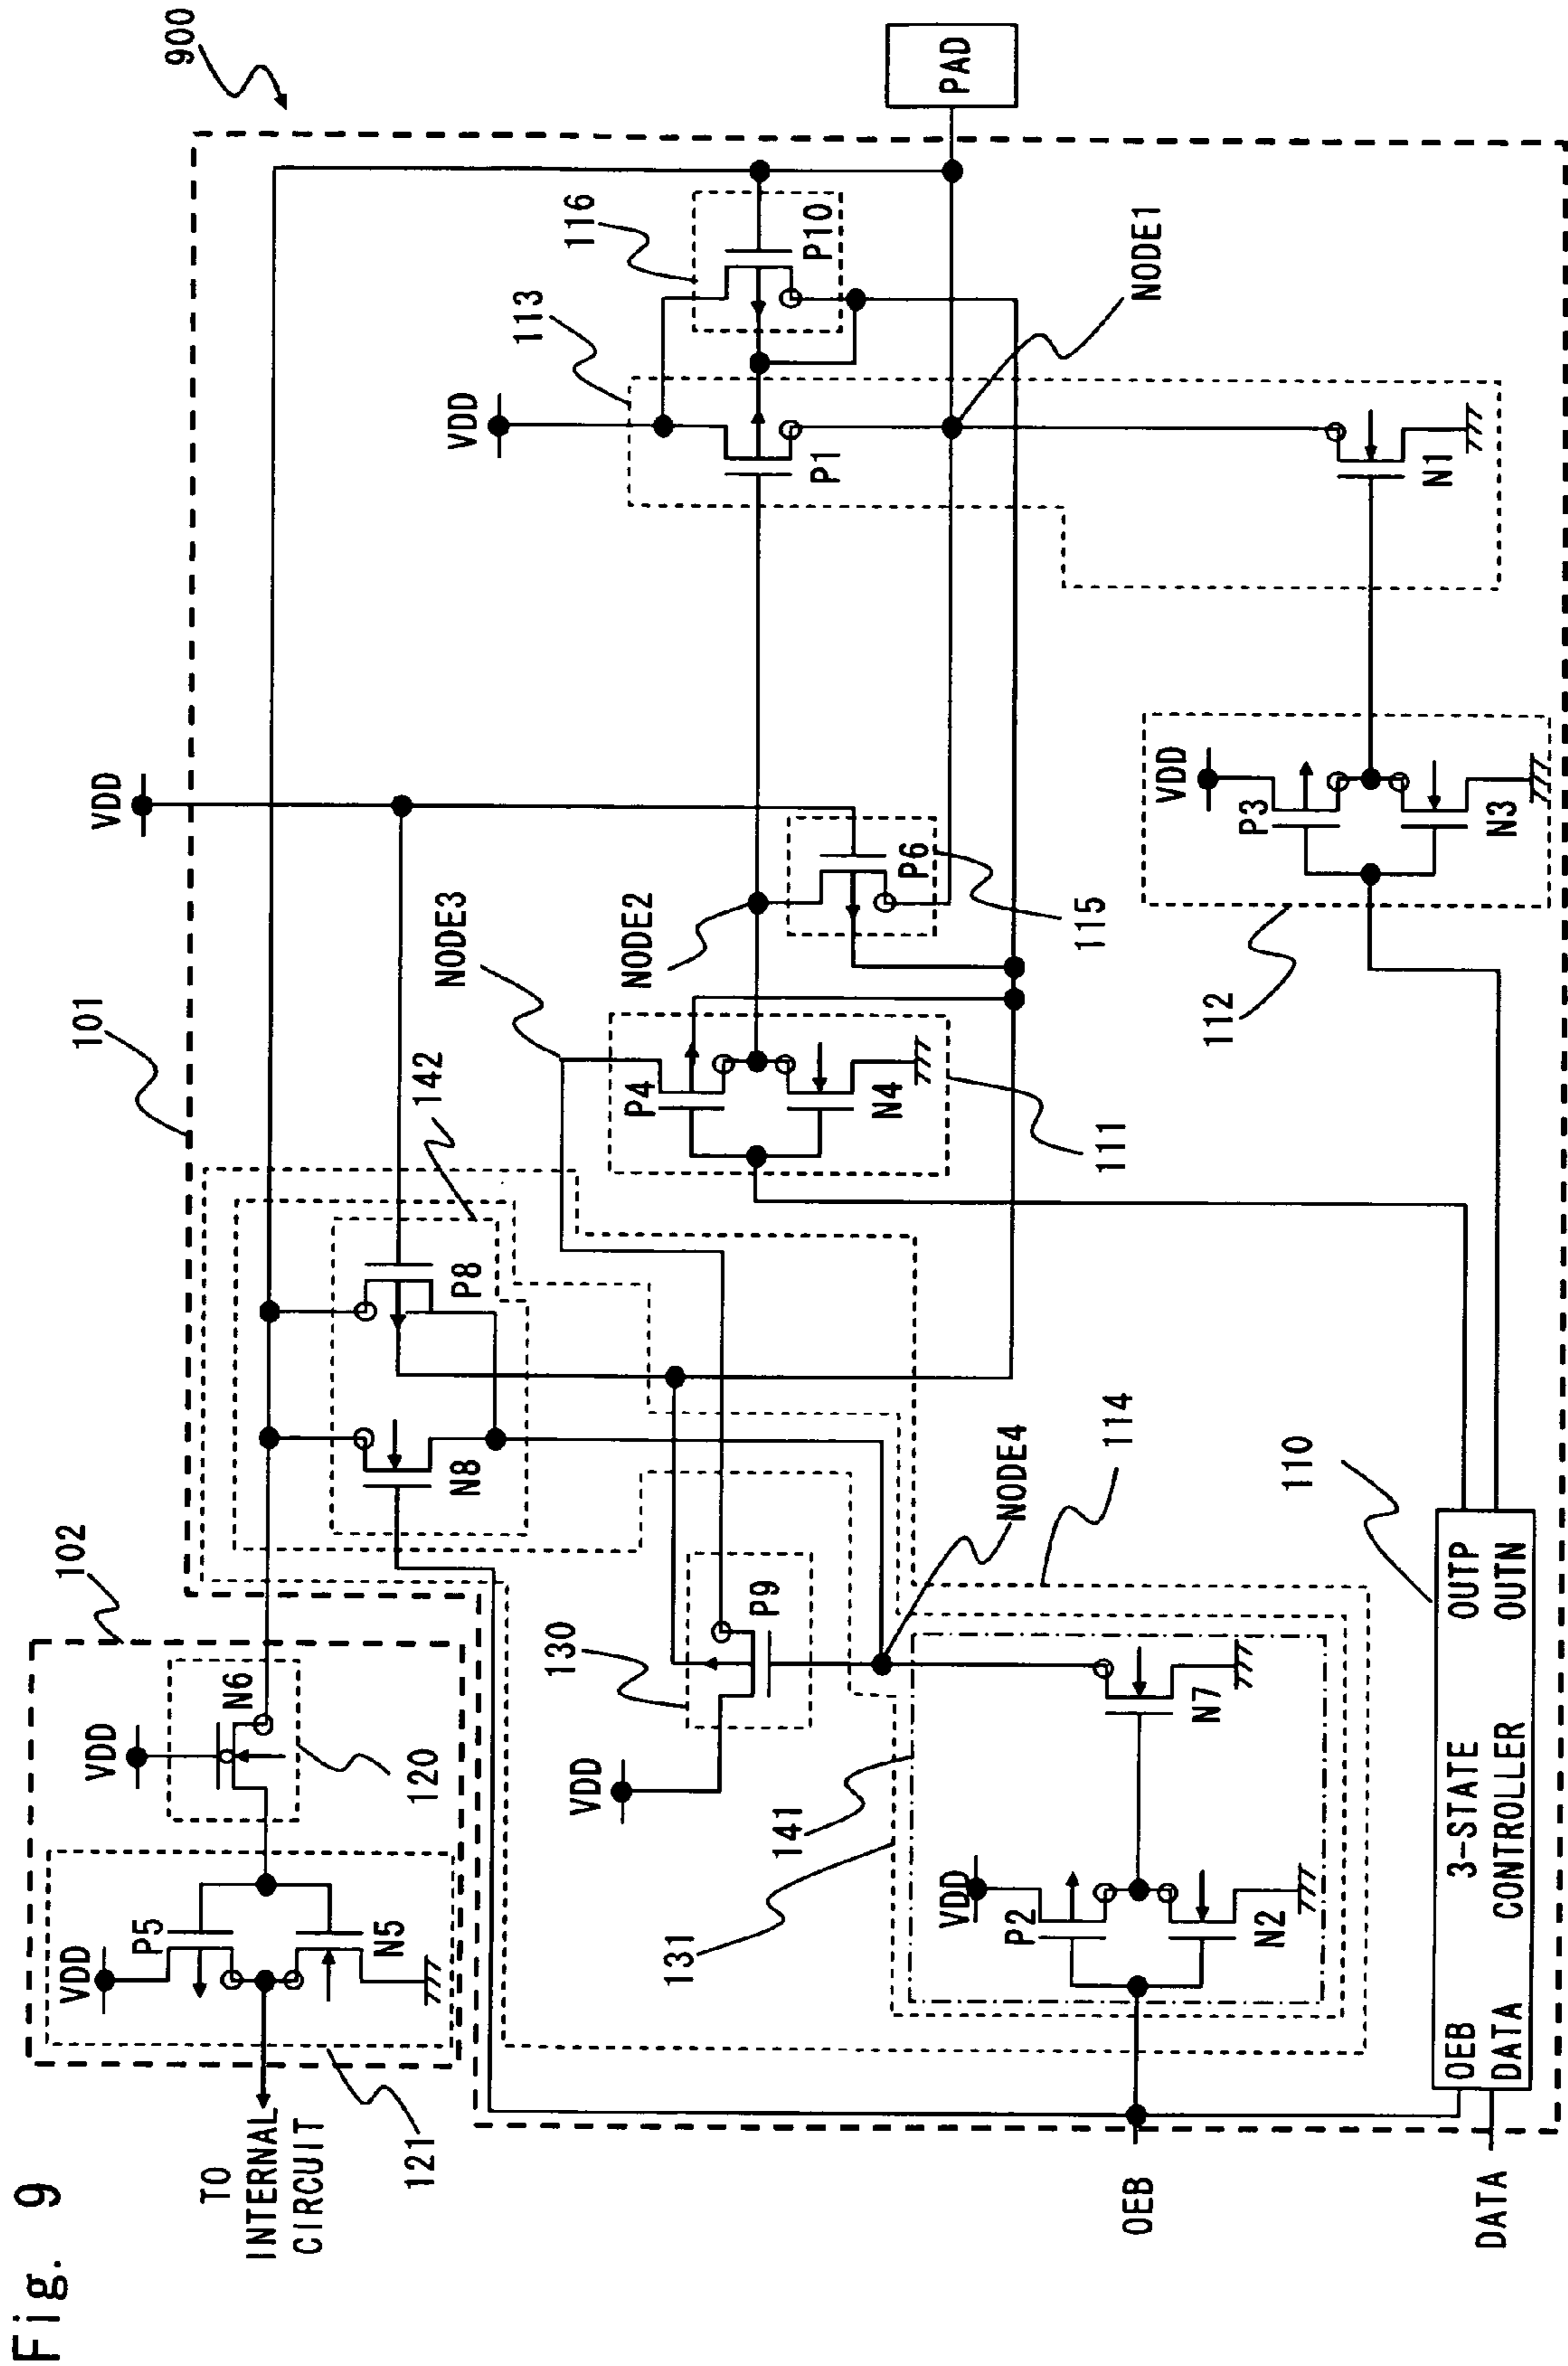 Fig. 9
900
101
102
VDD
N6
120
VDD
P5
N5
121
TO
INTERNAL
CIRCUIT
142
P8
N8
VDD
NODE3
NODE2
P4
N4
111
P6
115
VDD
113
116
P1
P10
PAD
NODE1
N1
VDD
P3
N3
112
130
P9
VDD
NODE4
114
141
131
VDD
P2
N2
N7
110
OEB
DATA
3-STATE
CONTROLLER
OUTP
OUTN
OEB
DATA